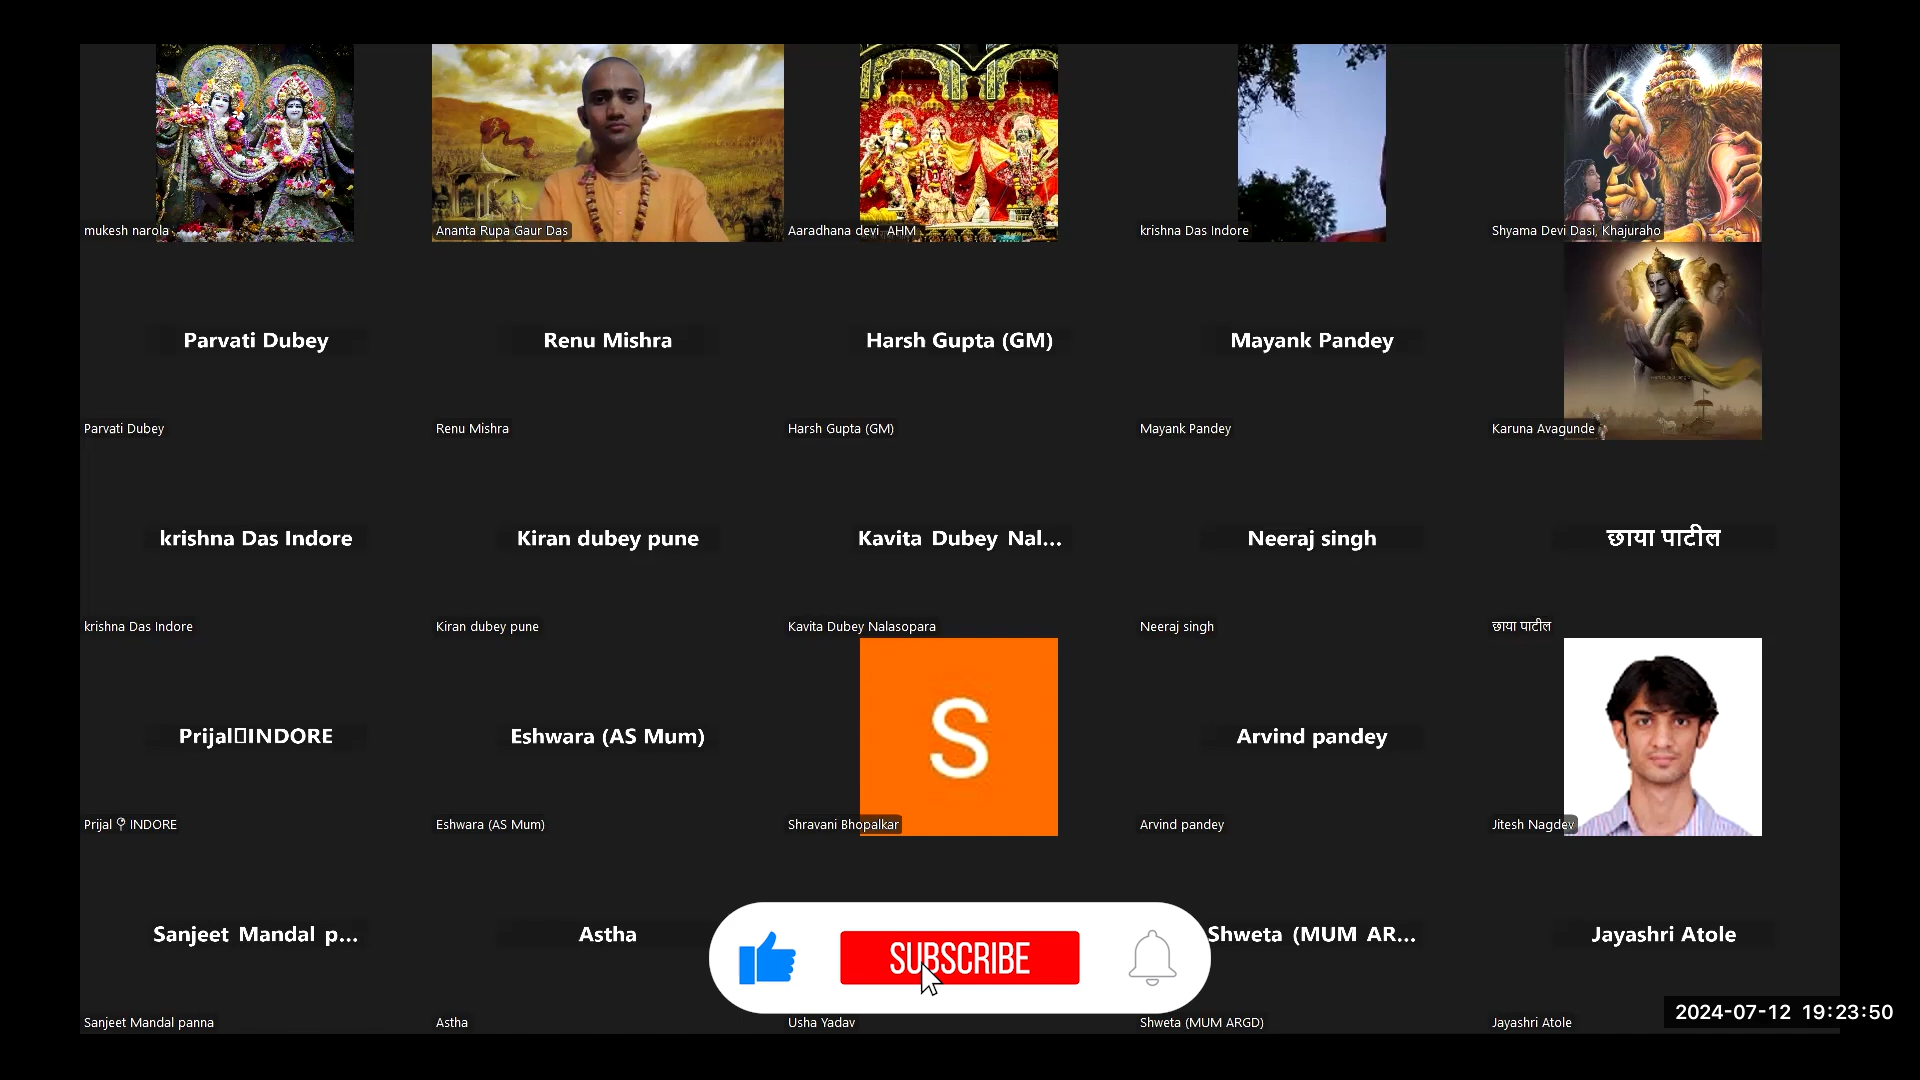 mukesh narola
Ananta Rupa Gaur Das
Aaradhana devi AHM
krishna Das Indore
Shyama Devi Dasi, Khajuraho
Parvati Dubey
Renu Mishra
Harsh Gupta (GM)
Mayank Pandey
Parvati Dubey
Renu Mishra
Harsh Gupta (GM)
Mayank Pandey
Karuna Avagunde
krishna Das Indore
Kiran dubey pune
Kavita Dubey Nal...
Neeraj singh
छाया पाटील
krishna Das Indore
Kiran dubey pune
Kavita Dubey Nalasopara
Neeraj singh
छाया पाटील
Prijal▯INDORE
Eshwara (AS Mum)
S
Arvind pandey
Prijal INDORE
Eshwara (AS Mum)
Shravani Bhopalkar
Arvind pandey
Jitesh Nagdev
Sanjeet Mandal p...
Astha
SUBSCRIBE
Shweta (MUM AR...
Jayashri Atole
Sanjeet Mandal panna
Astha
Usha Yadav
Shweta (MUM ARGD)
Jayashri Atole
2024-07-12 19:23:50